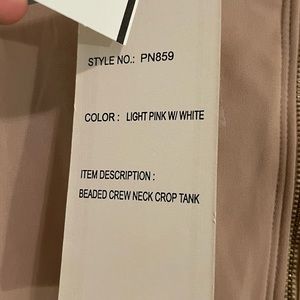 STYLE NO.: PN859
COLOR : LIGHT PINK W/ WHITE
ITEM DESCRIPTION :
BEADED CREW NECK CROP TANK